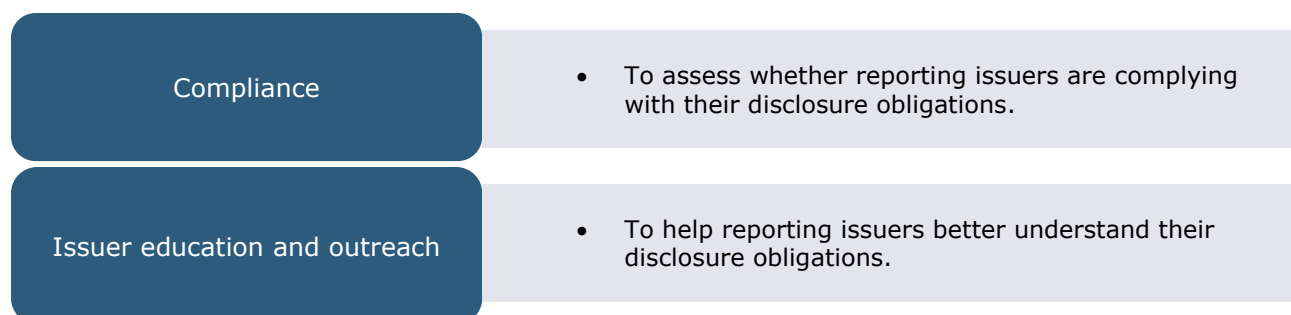 Compliance
• To assess whether reporting issuers are complying
with their disclosure obligations.
Issuer education and outreach
• To help reporting issuers better understand their
disclosure obligations.